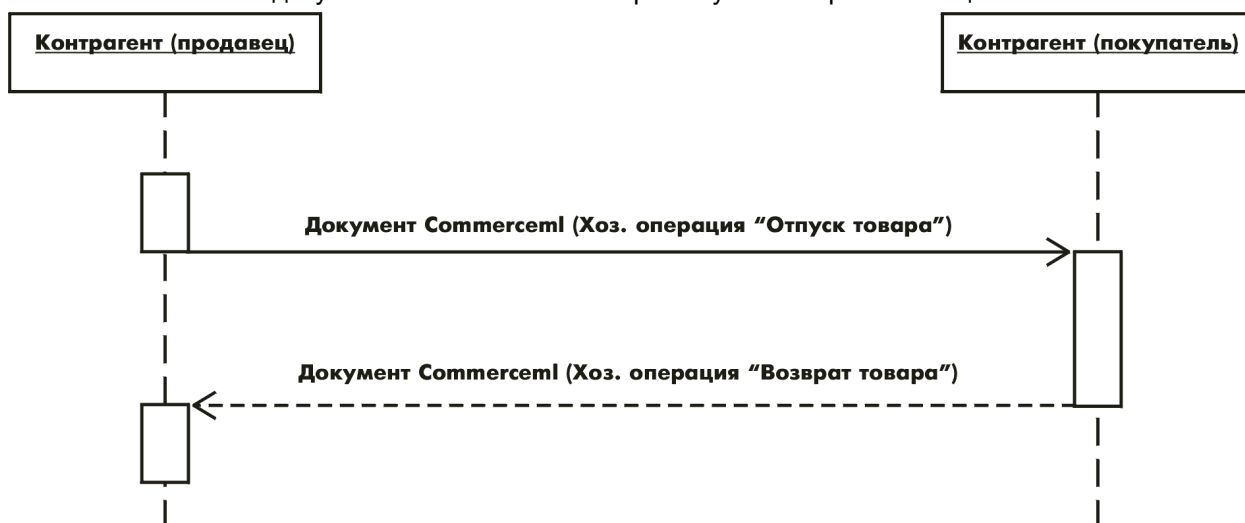 Контрагент (продавец)
Контрагент (покупатель)
Документ Commerceml (Хоз. операция “Отпуск товара”)
Документ Commerceml (Хоз. операция “Возврат товара”)